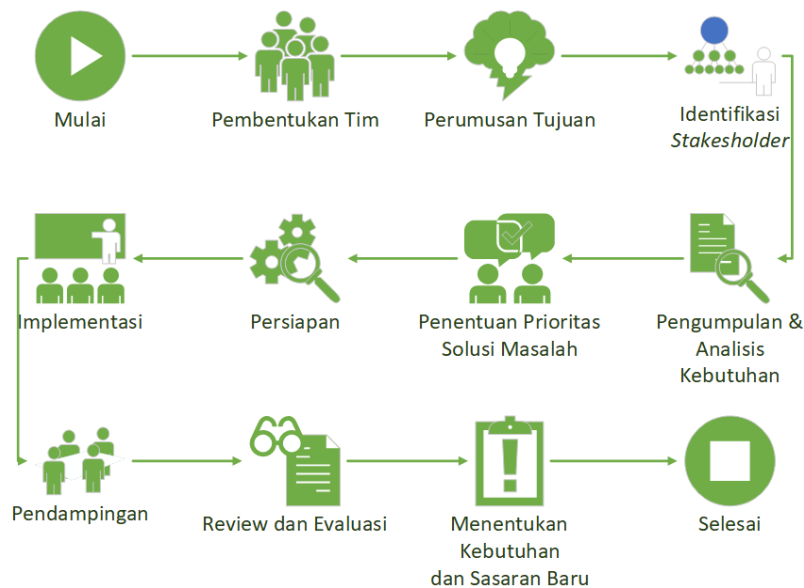 Mulai
Pembentukan Tim
Perumusan Tujuan
Identifikasi
Stakesholder
Implementasi
Persiapan
Penentuan Prioritas
Solusi Masalah
Pengumpulan &
Analisis
Kebutuhan
Pendampingan
Review dan Evaluasi
Menentukan
Kebutuhan
dan Sasaran Baru
Selesai